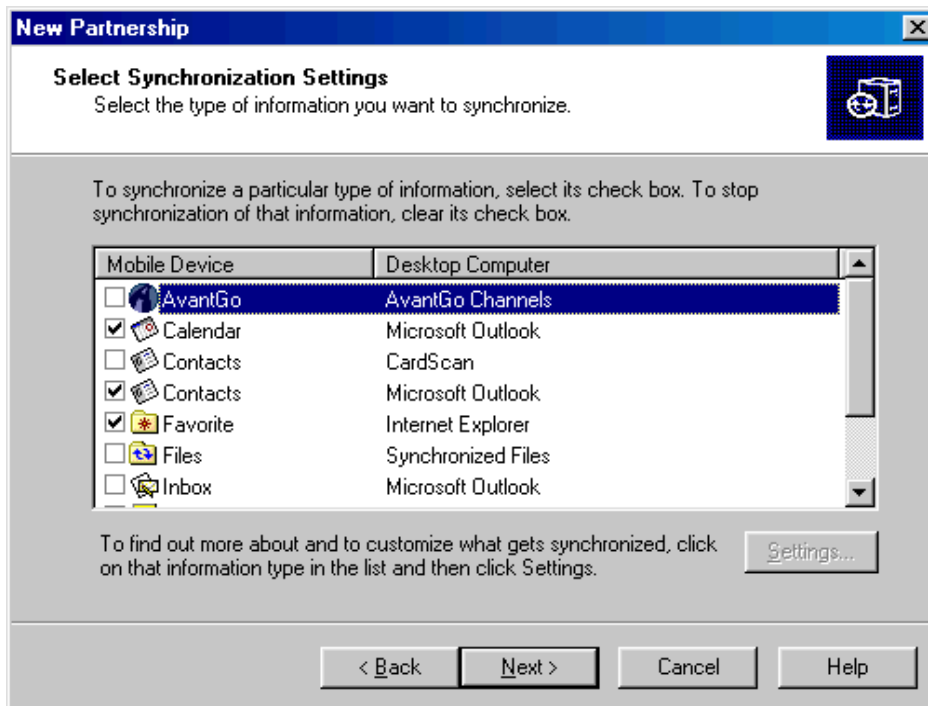 New Partnership
Select Synchronization Settings
Select the type of information you want to synchronize.
To synchronize a particular type of information, select its check box. To stop
synchronization of that information, clear its check box.
Mobile Device Desktop Computer
AvantGo AvantGo Channels
Calendar Microsoft Outlook
Contacts CardScan
Contacts Microsoft Outlook
Favorite Internet Explorer
Files Synchronized Files
Inbox Microsoft Outlook
To find out more about and to customize what gets synchronized, click
on that information type in the list and then click Settings.
Settings...
< Back Next > Cancel Help